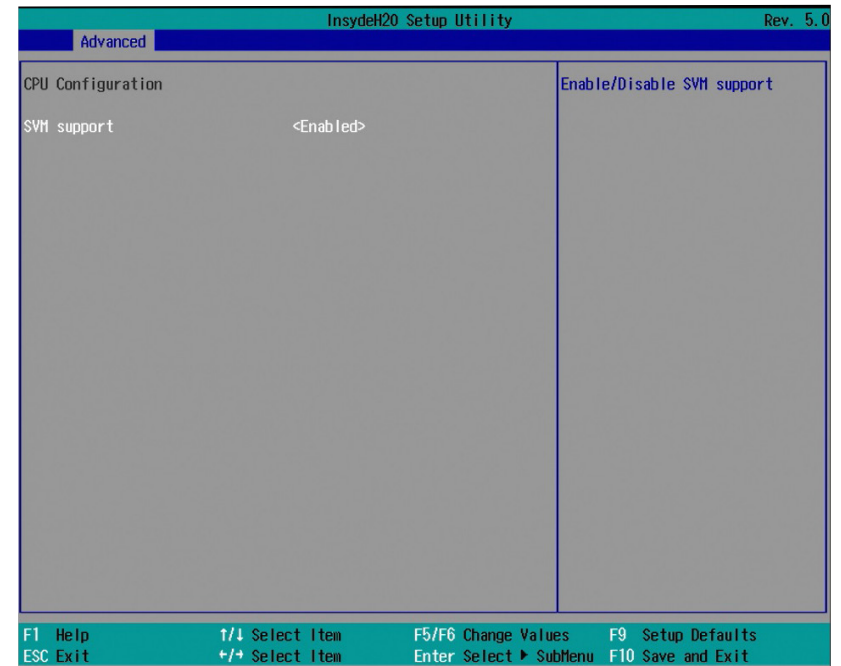 InsydeH20 Setup Utility Rev. 5.0
Advanced
CPU Configuration
Enable/Disable SVM support
SVM support <Enabled>
F1 Help ↑/↓ Select Item F5/F6 Change Values F9 Setup Defaults
ESC Exit ←/→ Select Item Enter Select ▶ SubMenu F10 Save and Exit